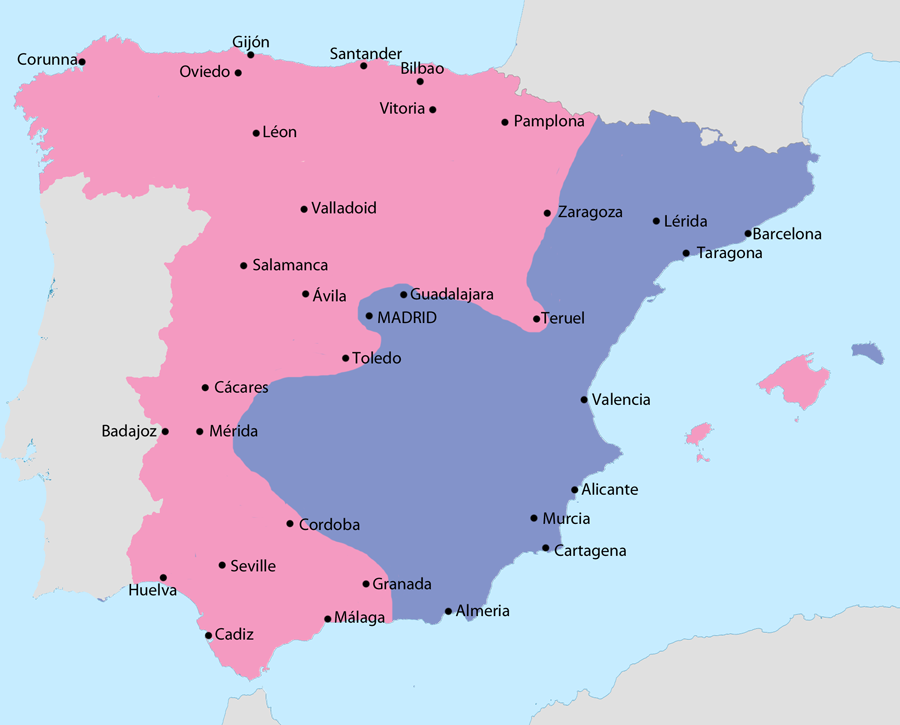 Gijón
Corunna
Santander
Oviedo
Bilbao
Vitoria
Pamplona
Léon
Valladoid
Zaragoza
Lérida
Barcelona
Taragona
Salamanca
Ávila
Guadalajara
MADRID
Teruel
Toledo
Cácares
Valencia
Badajoz
Mérida
Alicante
Murcia
Cordoba
Cartagena
Seville
Granada
Huelva
Almeria
Málaga
Cadiz